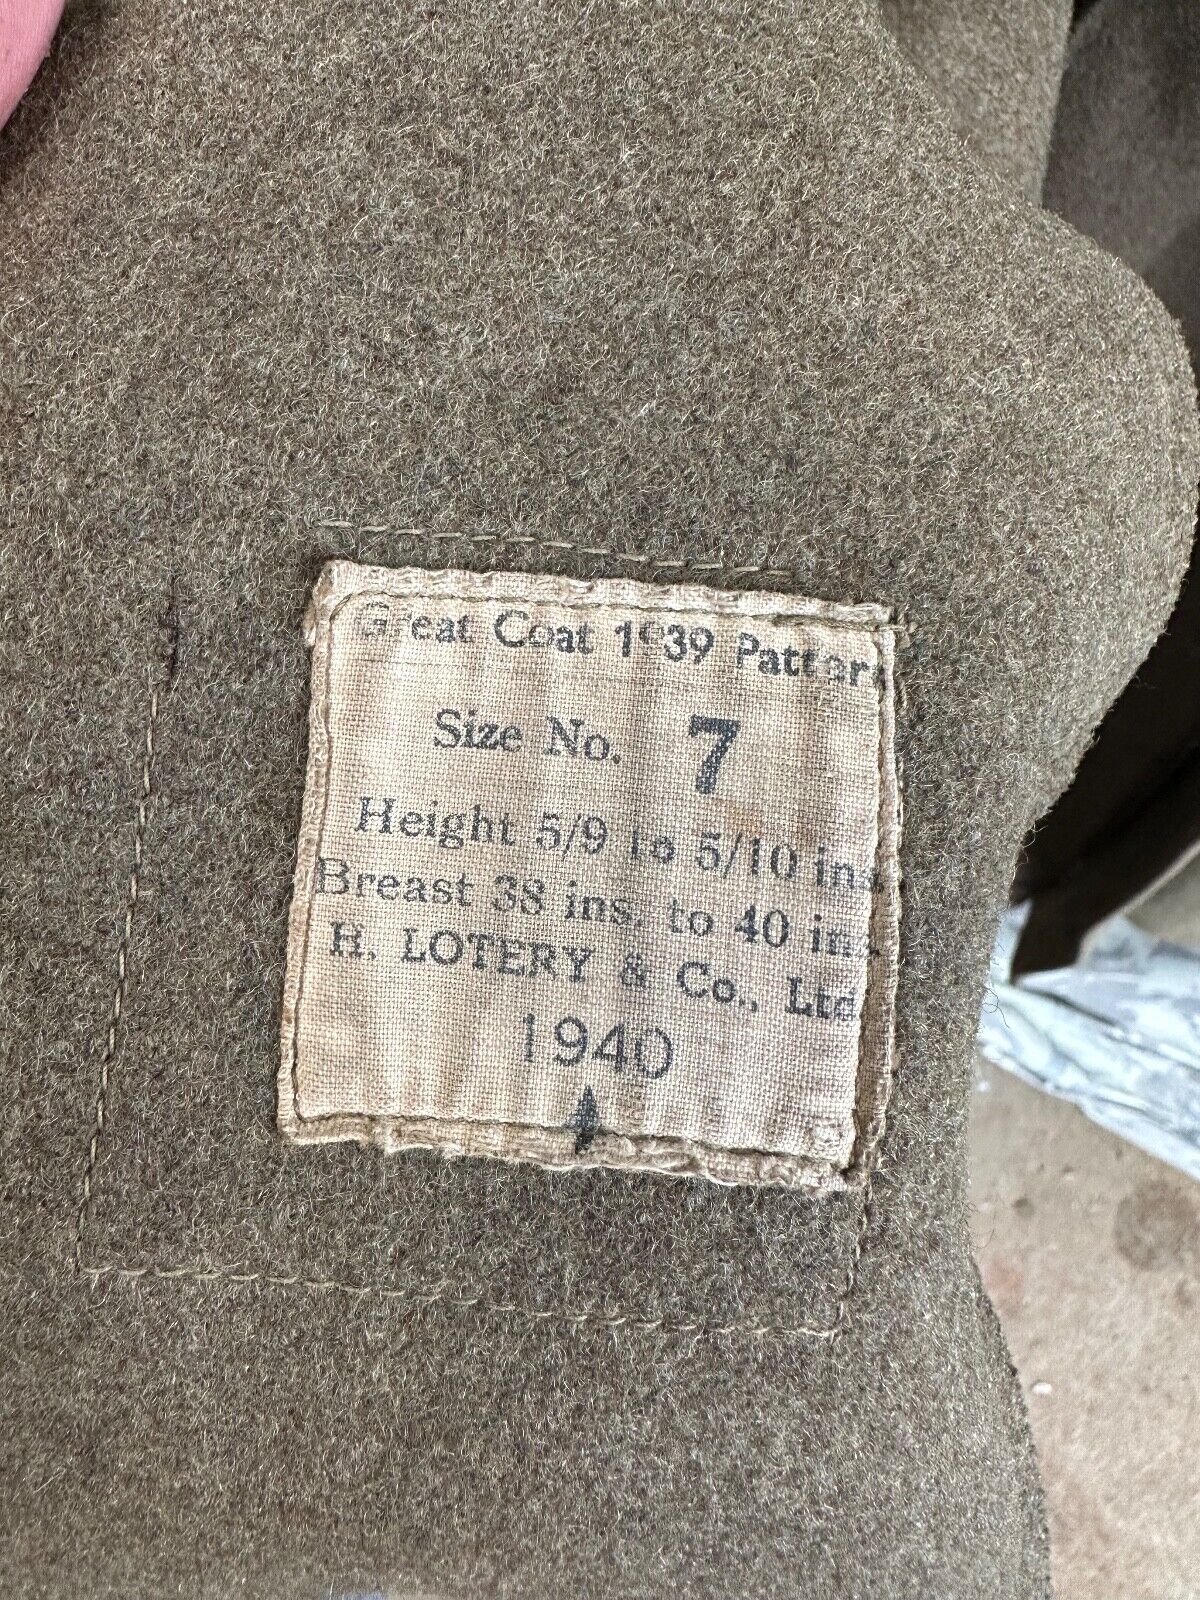 Great Coat 1939 Pattern
Size No. 7
Height 5/9 to 5/10 ins
Breast 38 ins. to 40 ins.
H. LOTERY & Co., Ltd
1940